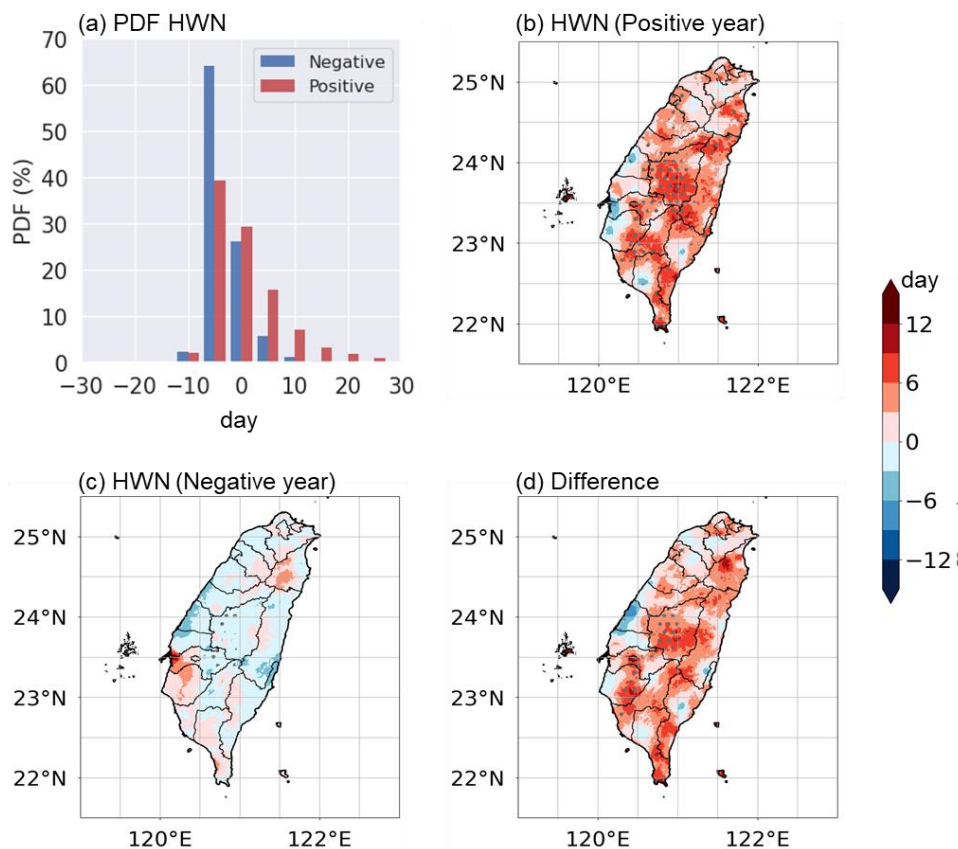 (a) PDF HWN
70
60
50
40
30
20
10
0
PDF (%)
Negative
Positive
−30 −20 −10 0 10 20 30
day
(b) HWN (Positive year)
25°N
24°N
23°N
22°N
120°E 122°E
day
12
6
0
−6
−12
(c) HWN (Negative year)
25°N
24°N
23°N
22°N
120°E 122°E
(d) Difference
25°N
24°N
23°N
22°N
120°E 122°E